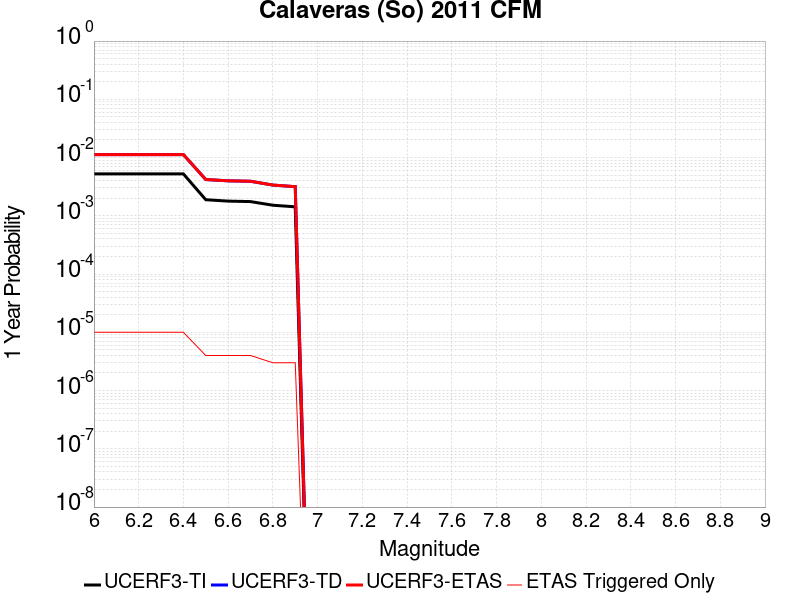 Calaveras (So) 2011 CFM
1 Year Probability
10^0
10^-1
10^-2
10^-3
10^-4
10^-5
10^-6
10^-7
10^-8
6 6.2 6.4 6.6 6.8 7 7.2 7.4 7.6 7.8 8 8.2 8.4 8.6 8.8 9
Magnitude
UCERF3-TI UCERF3-TD UCERF3-ETAS ETAS Triggered Only